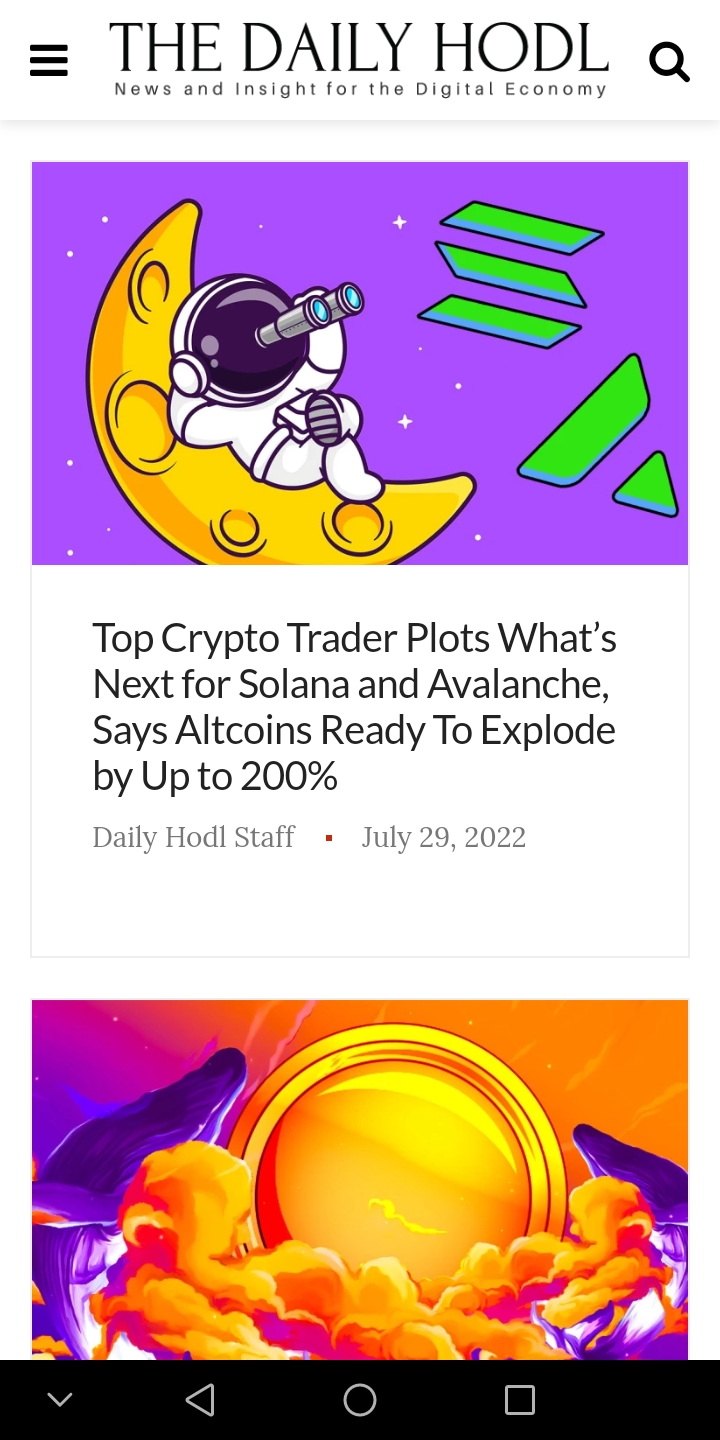 THE DAILY HODL
News and Insight for the Digital Economy
Top Crypto Trader Plots What’s
Next for Solana and Avalanche,
Says Altcoins Ready To Explode
by Up to 200%
Daily Hodl Staff ▪ July 29, 2022